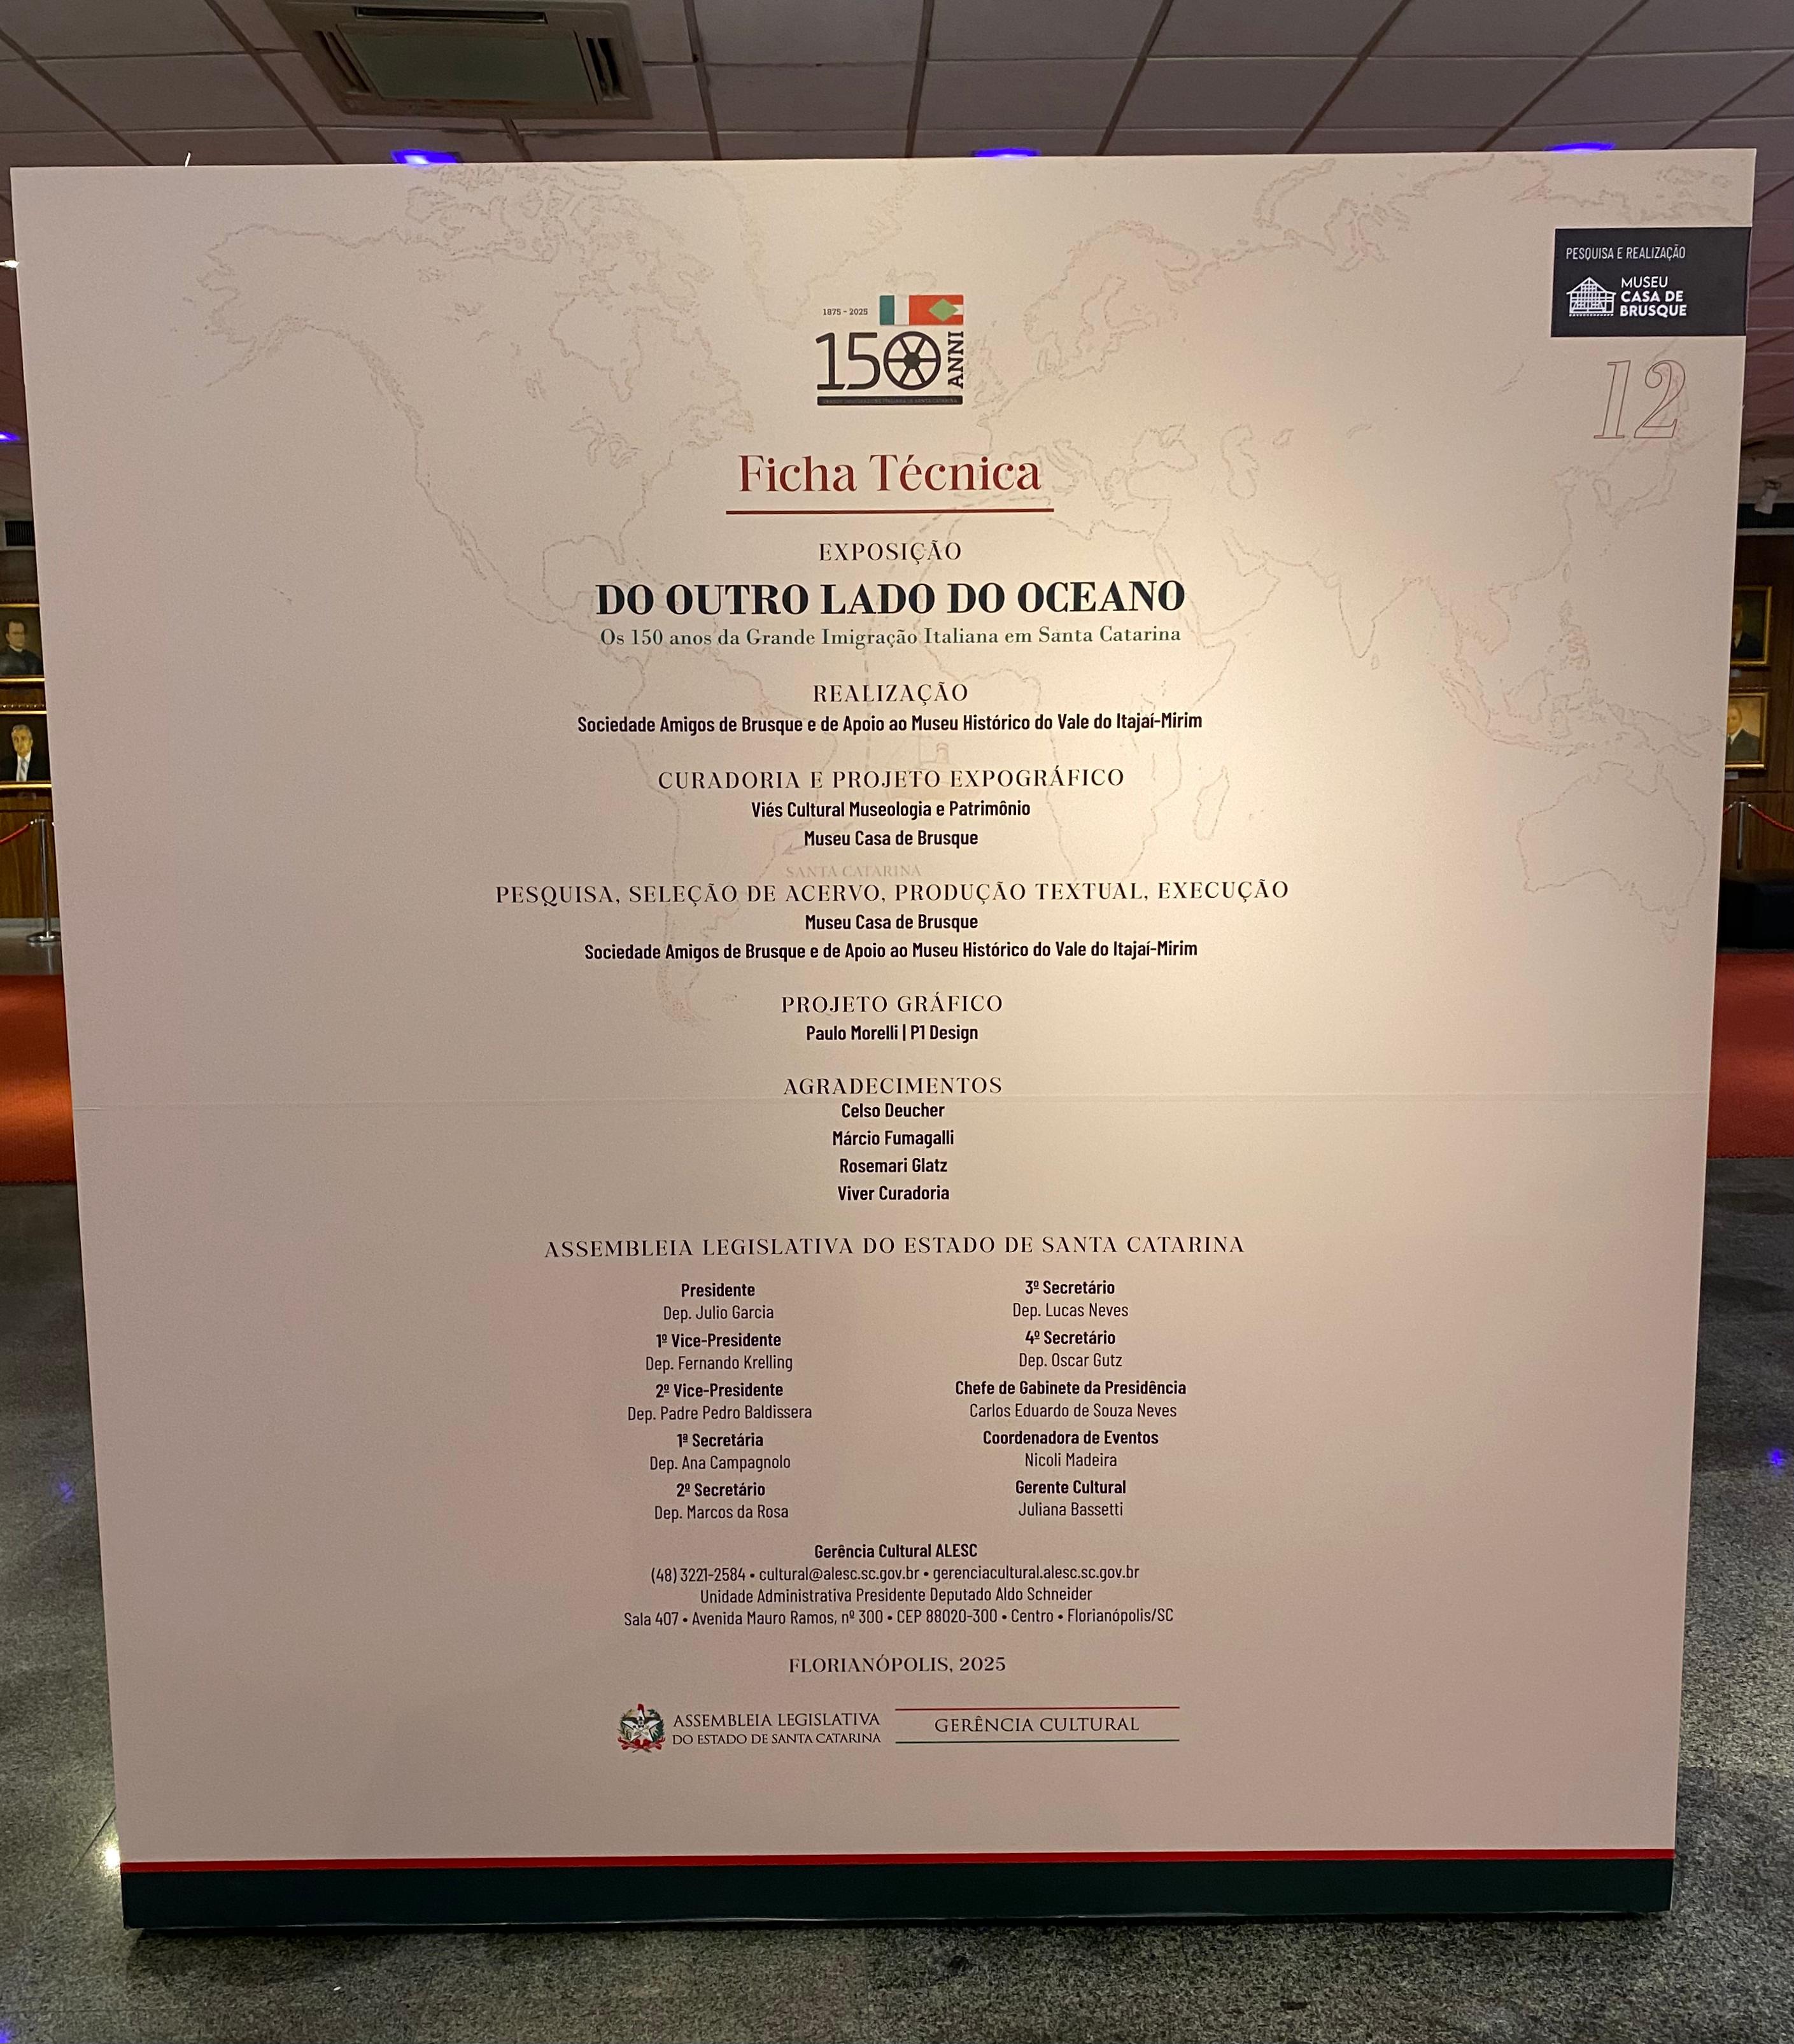 PESQUISA E REALIZAÇÃO
MUSEU
CASA DE
BRUSQUE
12
1875 - 2025
150
ANNI
Ficha Técnica
EXPOSIÇÃO
DO OUTRO LADO DO OCEANO
Os 150 anos da Grande Imigração Italiana em Santa Catarina
REALIZAÇÃO
Sociedade Amigos de Brusque e de Apoio ao Museu Histórico do Vale do Itajaí-Mirim
CURADORIA E PROJETO EXPOGRÁFICO
Viés Cultural Museologia e Patrimônio
Museu Casa de Brusque
SANTA CATARINA
PESQUISA, SELEÇÃO DE ACERVO, PRODUÇÃO TEXTUAL, EXECUÇÃO
Museu Casa de Brusque
Sociedade Amigos de Brusque e de Apoio ao Museu Histórico do Vale do Itajaí-Mirim
PROJETO GRÁFICO
Paulo Morelli | P1 Design
AGRADECIMENTOS
Celso Deucher
Márcio Fumagalli
Rosemari Glatz
Viver Curadoria
ASSEMBLEIA LEGISLATIVA DO ESTADO DE SANTA CATARINA
Presidente
Dep. Julio Garcia
1º Vice-Presidente
Dep. Fernando Krelling
2º Vice-Presidente
Dep. Padre Pedro Baldissera
1ª Secretária
Dep. Ana Campagnolo
2º Secretário
Dep. Marcos da Rosa
3º Secretário
Dep. Lucas Neves
4º Secretário
Dep. Oscar Gutz
Chefe de Gabinete da Presidência
Carlos Eduardo de Souza Neves
Coordenadora de Eventos
Nicoli Madeira
Gerente Cultural
Juliana Bassetti
Gerência Cultural ALESC
(48) 3221-2584 • cultural@alesc.sc.gov.br • gerenciacultural.alesc.sc.gov.br
Unidade Administrativa Presidente Deputado Aldo Schneider
Sala 407 • Avenida Mauro Ramos, nº 300 • CEP 88020-300 • Centro • Florianópolis/SC
FLORIANÓPOLIS, 2025
ASSEMBLEIA LEGISLATIVA
DO ESTADO DE SANTA CATARINA
GERÊNCIA CULTURAL